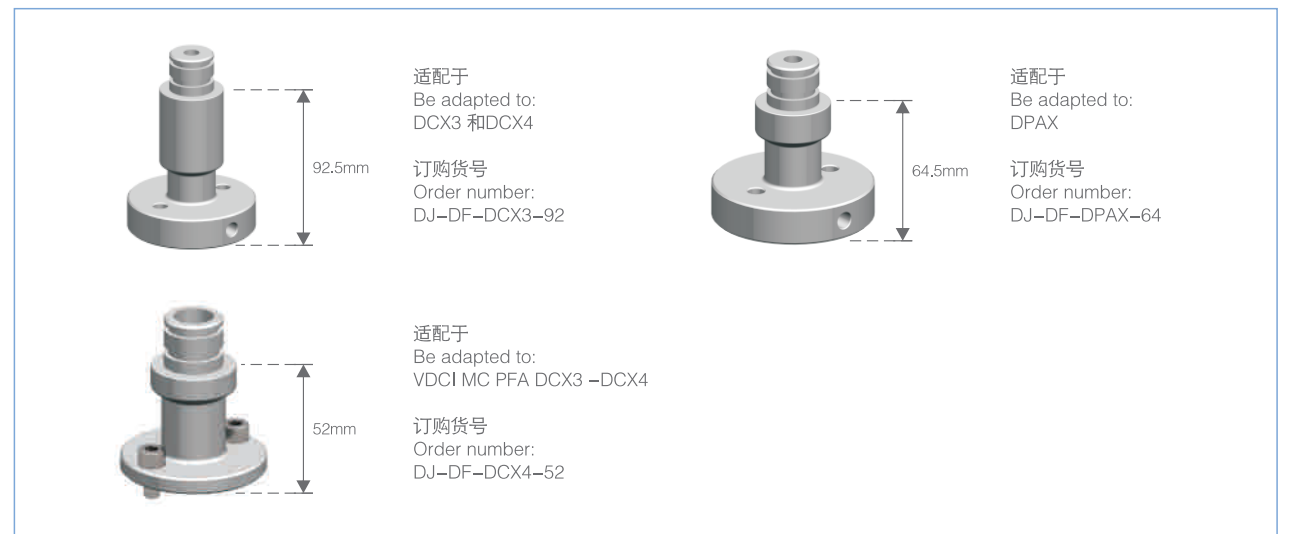 适配于
Be adapted to:
DCX3 和DCX4
92.5mm
订购货号
Order number:
DJ-DF-DCX3-92
适配于
Be adapted to:
DPAX
64.5mm
订购货号
Order number:
DJ-DF-DPAX-64
适配于
Be adapted to:
VDCI MC PFA DCX3 -DCX4
52mm
订购货号
Order number:
DJ-DF-DCX4-52